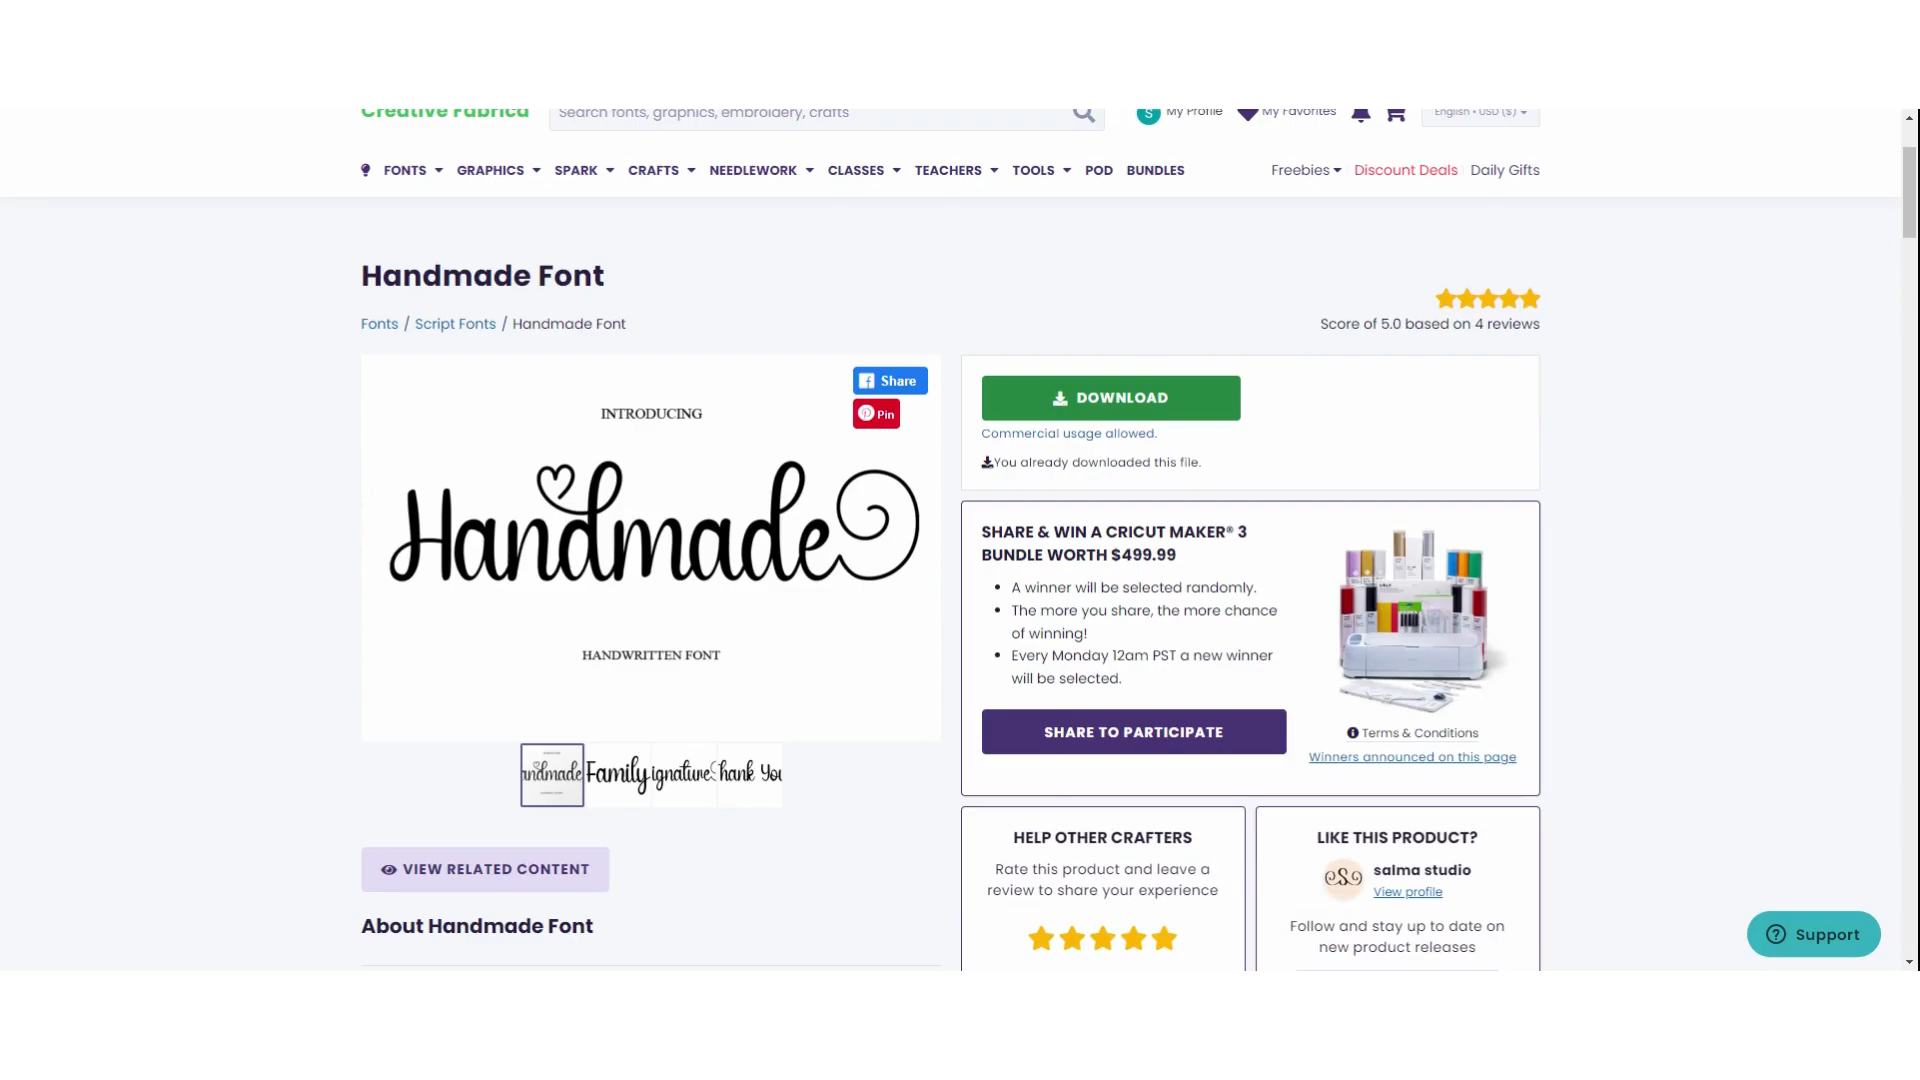 Creative Fabrica
Search fonts, graphics, embroidery, crafts
S My Profile My Favorites English • USD ($)
FONTS GRAPHICS SPARK CRAFTS NEEDLEWORK CLASSES TEACHERS TOOLS POD BUNDLES Freebies Discount Deals Daily Gifts
Handmade Font
Fonts / Script Fonts / Handmade Font
Score of 5.0 based on 4 reviews
Share
Pin
INTRODUCING
Handmade
HANDWRITTEN FONT
andmade Family ignature hank You
VIEW RELATED CONTENT
About Handmade Font
DOWNLOAD
Commercial usage allowed.
You already downloaded this file.
SHARE & WIN A CRICUT MAKER® 3
BUNDLE WORTH $499.99
• A winner will be selected randomly.
• The more you share, the more chance
of winning!
• Every Monday 12am PST a new winner
will be selected.
SHARE TO PARTICIPATE
Terms & Conditions
Winners announced on this page
HELP OTHER CRAFTERS
Rate this product and leave a
review to share your experience
LIKE THIS PRODUCT?
salma studio
View profile
Follow and stay up to date on
new product releases
Support